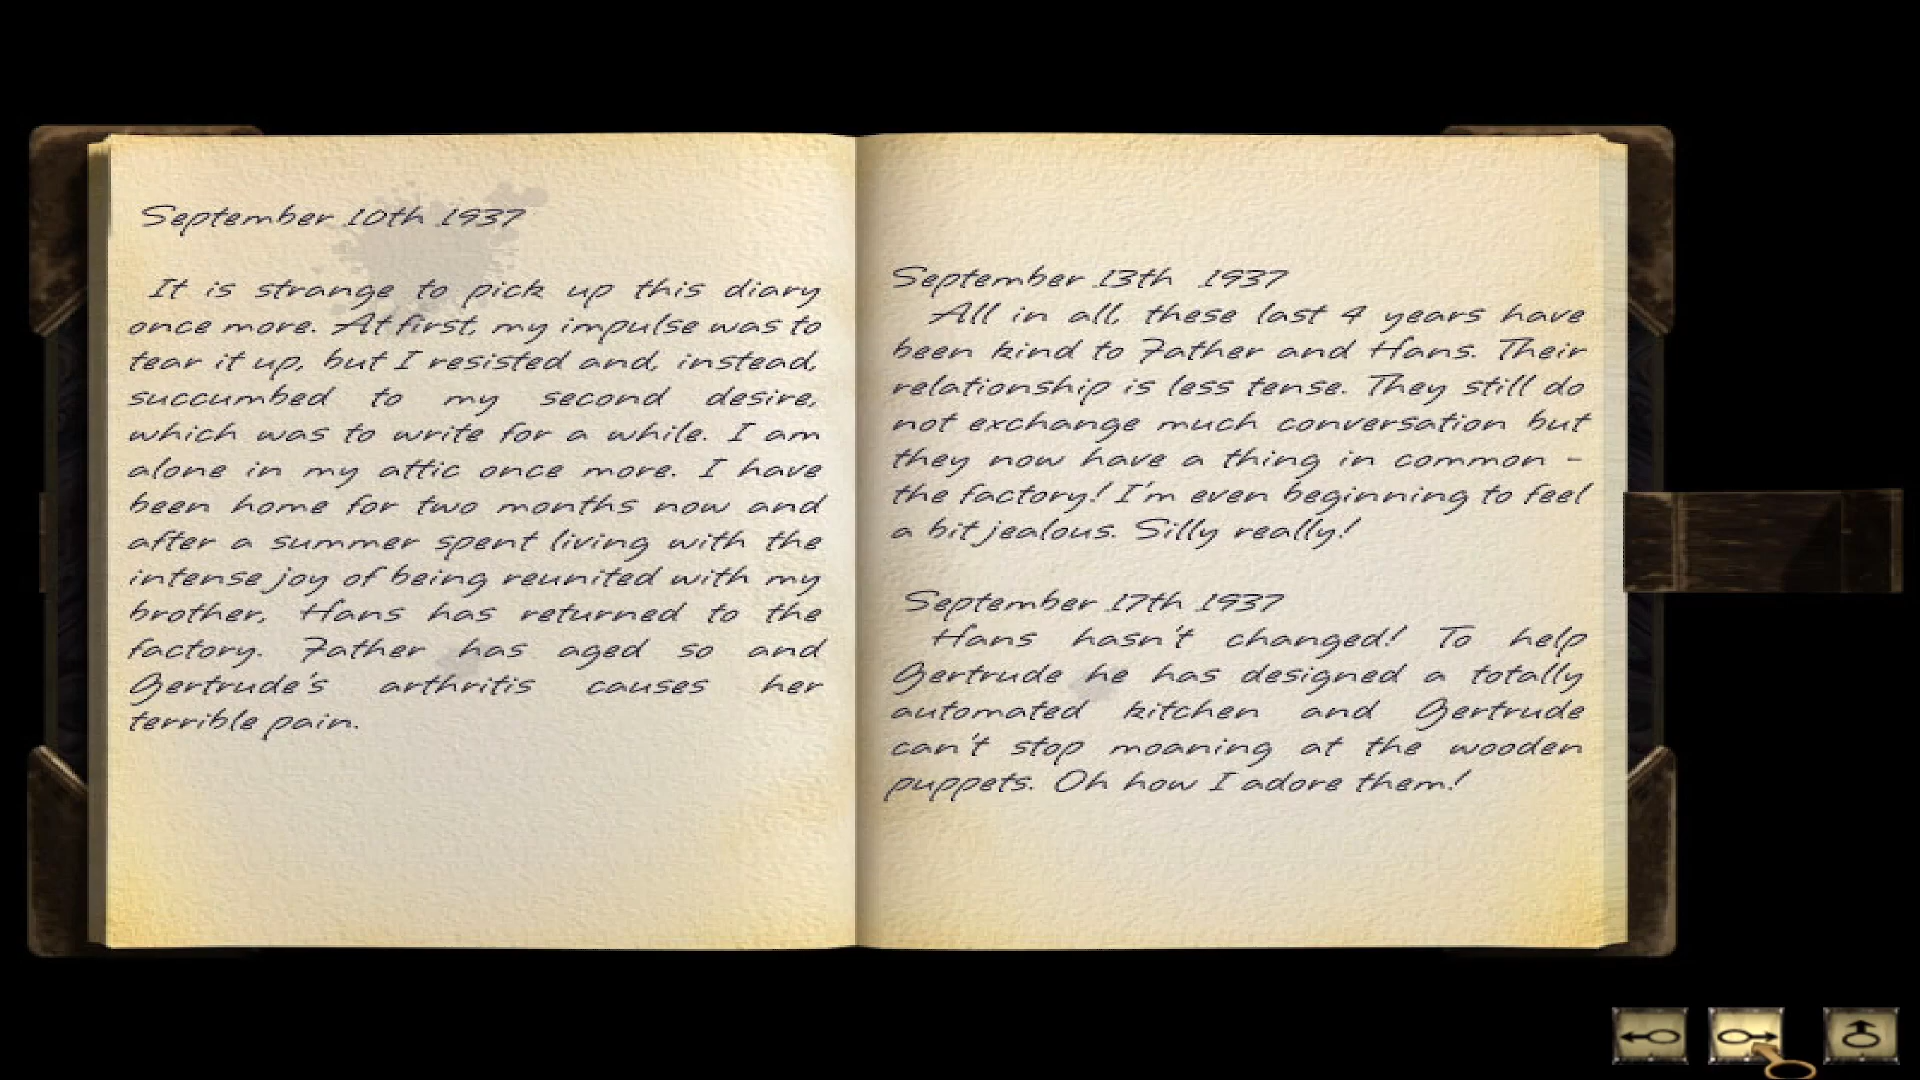 September 10th 1937
It is strange to pick up this diary
once more. At first, my impulse was to
tear it up, but I resisted and, instead,
succumbed to my second desire,
which was to write for a while. I am
alone in my attic once more. I have
been home for two months now and
after a summer spent living with the
intense joy of being reunited with my
brother, Hans has returned to the
factory. Father has aged so and
Gertrude's arthritis causes her
terrible pain.
September 13th 1937
All in all, these last 4 years have
been kind to Father and Hans. Their
relationship is less tense. They still do
not exchange much conversation but
they now have a thing in common -
the factory! I'm even beginning to feel
a bit jealous. Silly really!
September 17th 1937
Hans hasn't changed! To help
Gertrude he has designed a totally
automated kitchen and Gertrude
can't stop moaning at the wooden
puppets. Oh how I adore them!